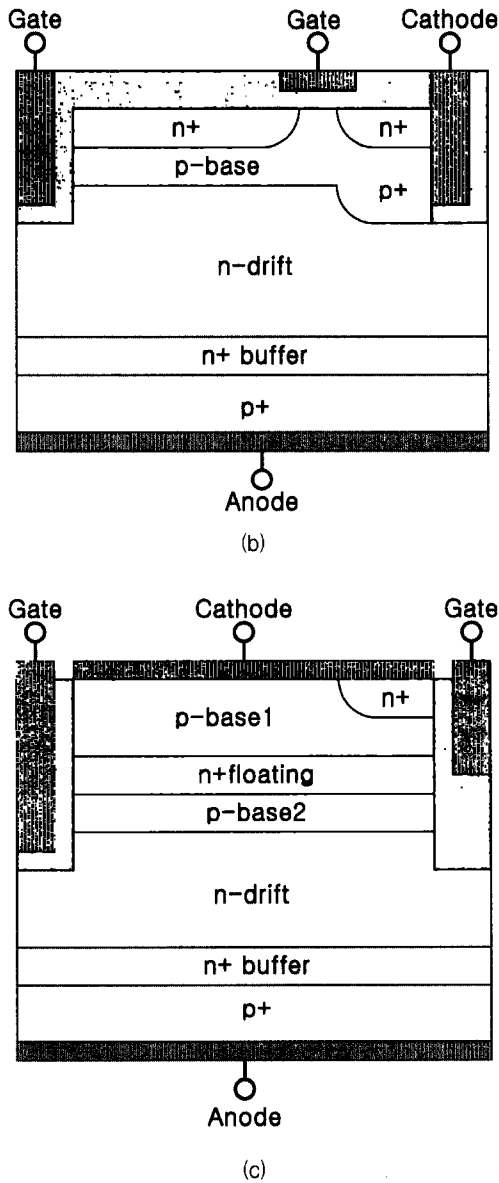 Gate Gate Cathode
n+ n+
p-base
p+
n-drift
n+ buffer
p+
Anode
(b)
Gate Cathode Gate
n+
p-base1
n+floating
p-base2
n-drift
n+ buffer
p+
Anode
(c)